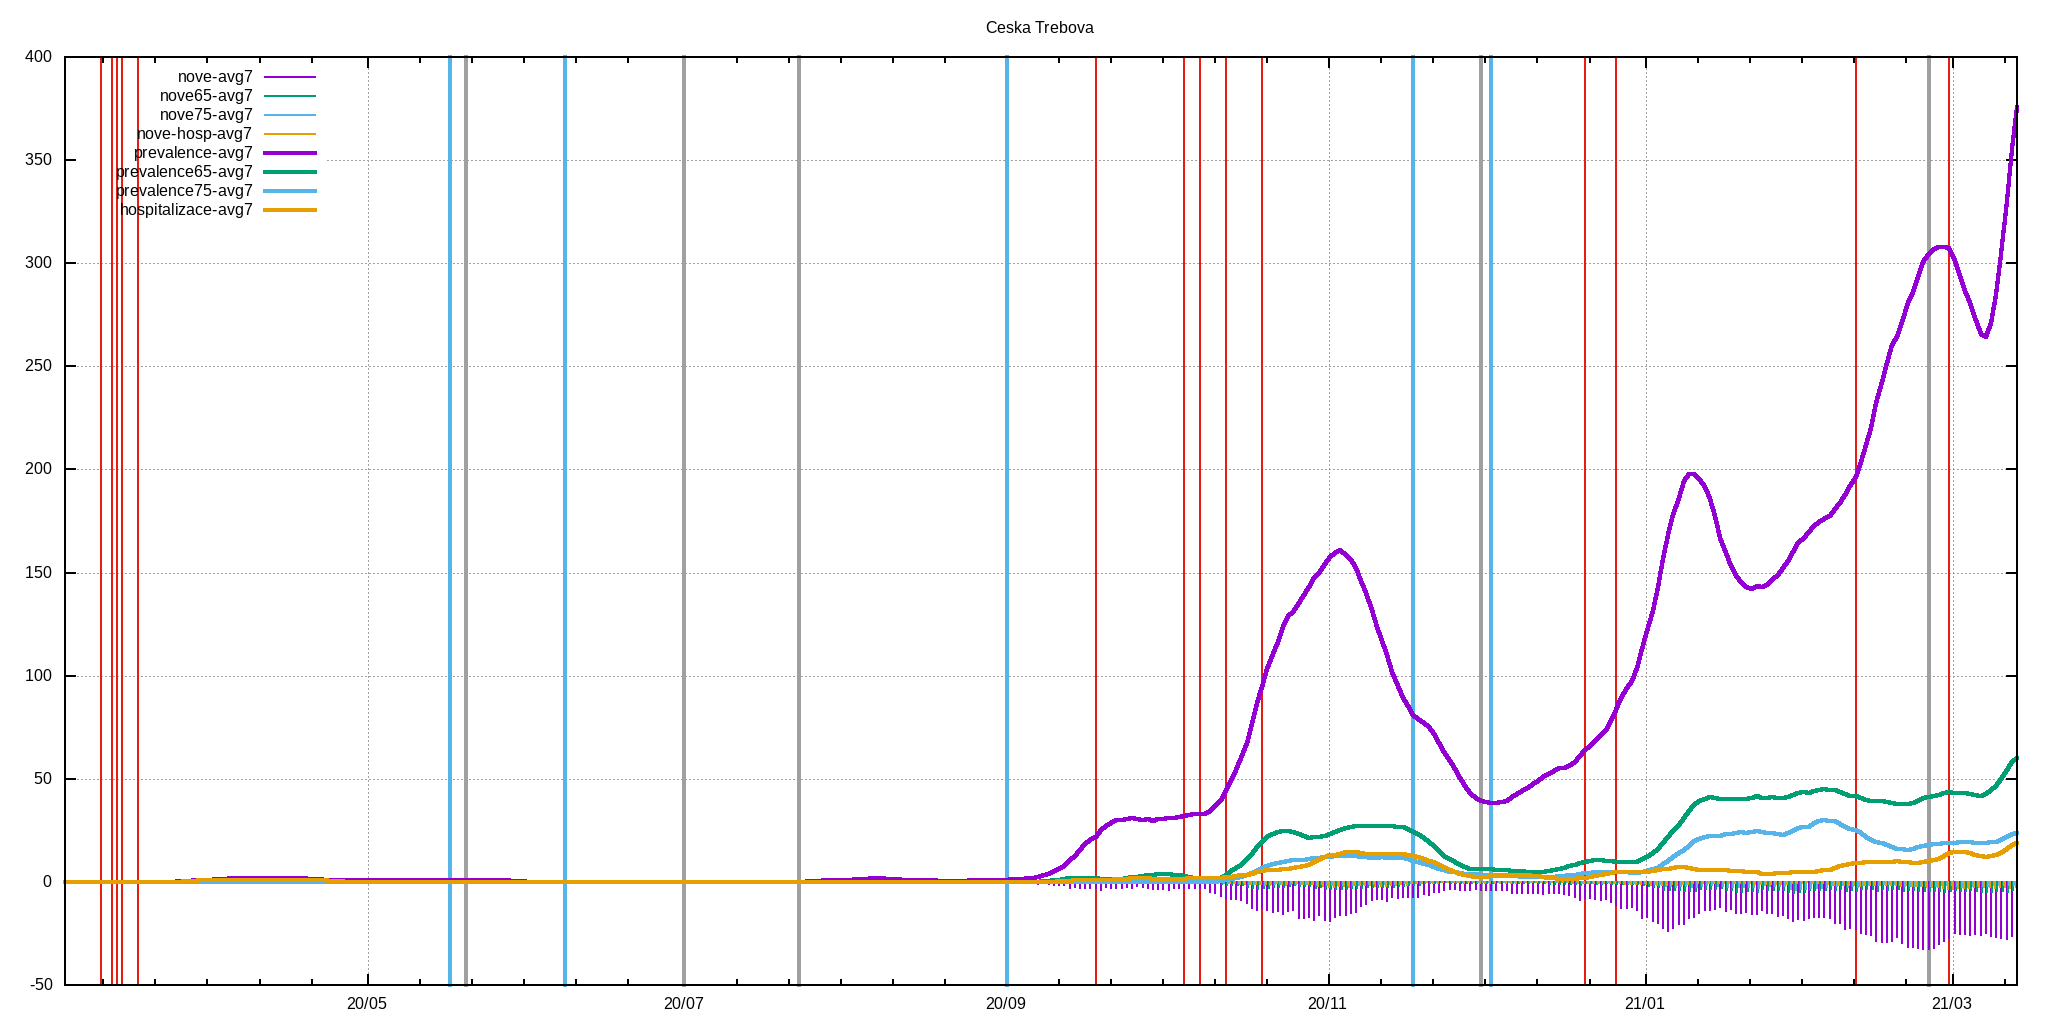 Ceska Trebova
400
350
300
250
200
150
100
50
0
-50
nove-avg7
nove65-avg7
nove75-avg7
nove-hosp-avg7
prevalence-avg7
prevalence65-avg7
prevalence75-avg7
hospitalizace-avg7
20/05 20/07 20/09 20/11 21/01 21/03